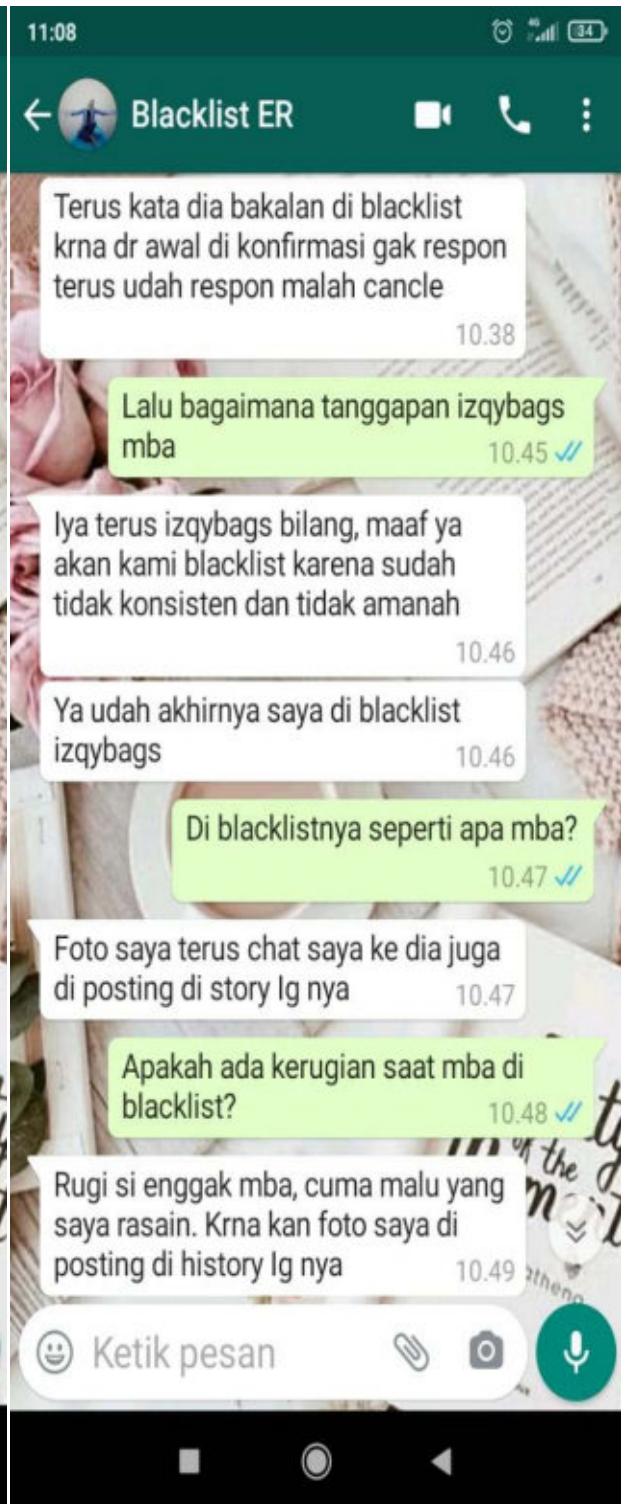 11:08
4G
34
Blacklist ER
Terus kata dia bakalan di blacklist
krna dr awal di konfirmasi gak respon
terus udah respon malah cancle
10.38
Lalu bagaimana tanggapan izqybags
mba
10.45
Iya terus izqybags bilang, maaf ya
akan kami blacklist karena sudah
tidak konsisten dan tidak amanah
10.46
Ya udah akhirnya saya di blacklist
izqybags
10.46
Di blacklistnya seperti apa mba?
10.47
Foto saya terus chat saya ke dia juga
di posting di story Ig nya
10.47
Apakah ada kerugian saat mba di
blacklist?
10.48
of the
Rugi si enggak mba, cuma malu yang
saya rasain. Krna kan foto saya di
posting di history Ig nya
10.49
Ketik pesan